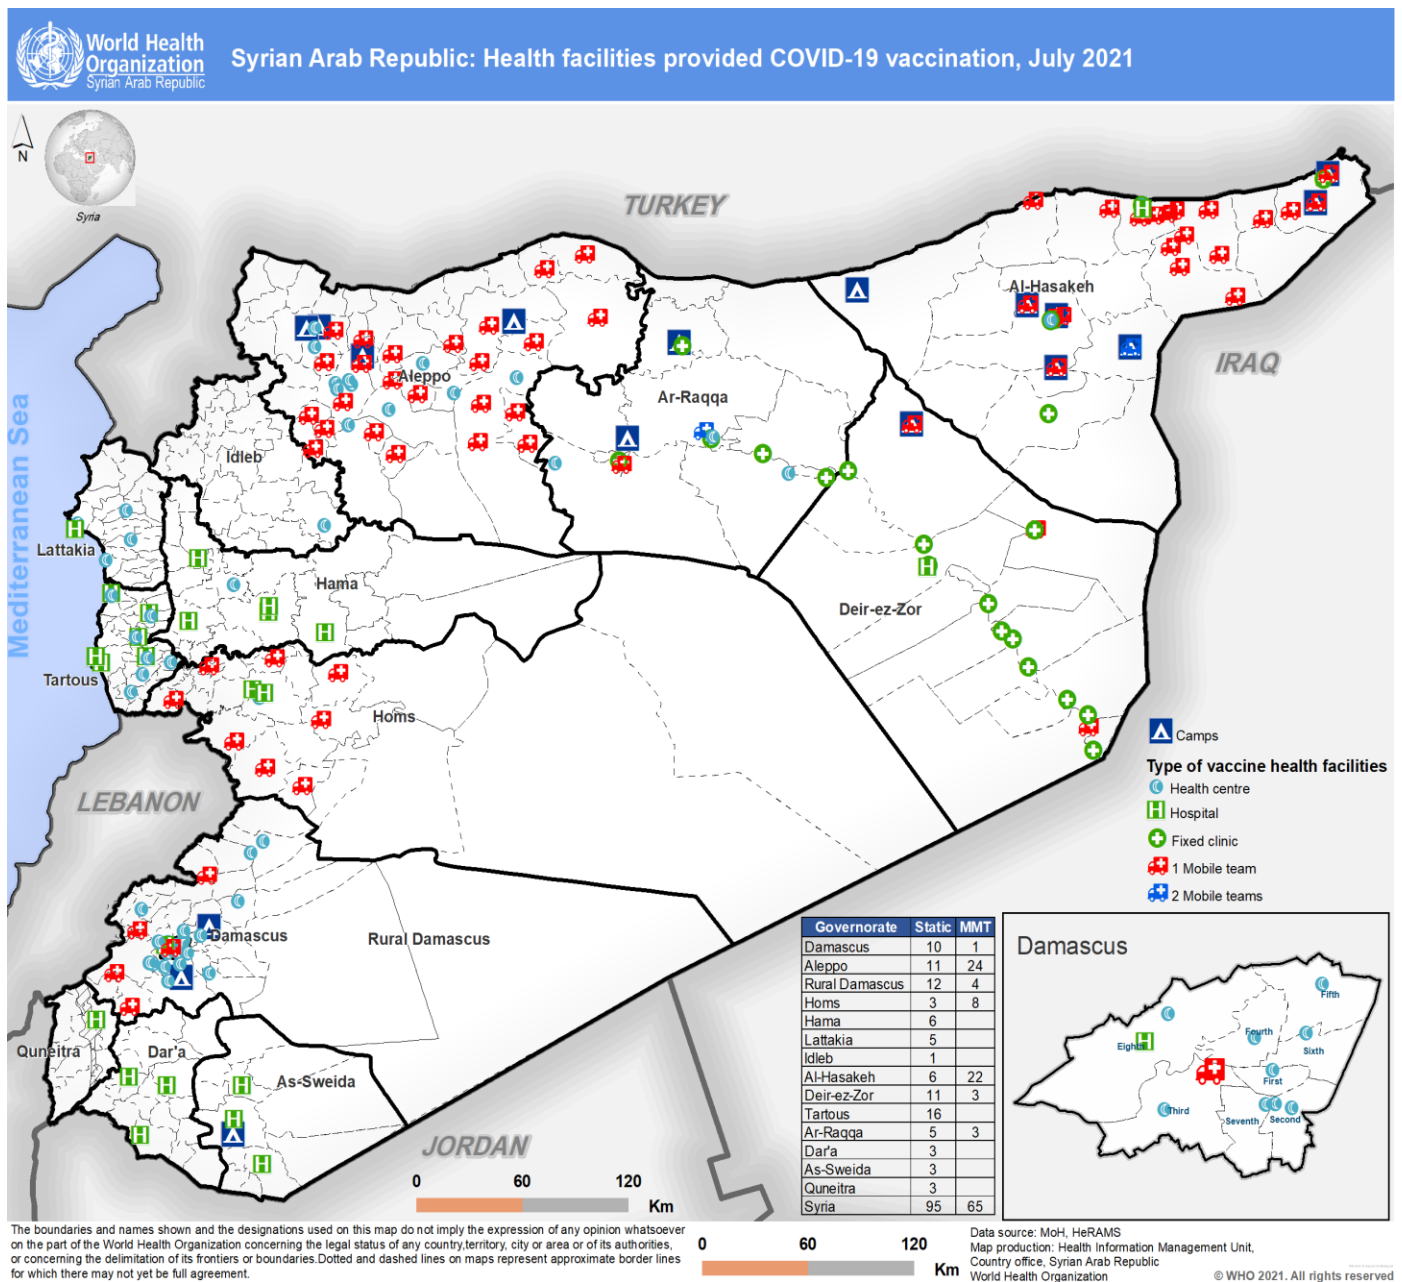 World Health
Organization
Syrian Arab Republic
Syrian Arab Republic: Health facilities provided COVID-19 vaccination, July 2021
N
Syria
TURKEY
Al-Hasakeh
IRAQ
Aleppo
Ar-Raqqa
Mediterranean Sea
Idleb
Lattakia
Hama
Deir-ez-Zor
Tartous
Homs
LEBANON
Camps
Type of vaccine health facilities
Health centre
Hospital
Fixed clinic
1 Mobile team
2 Mobile teams
Damascus
Rural Damascus
Quneitra
Dar'a
As-Sweida
JORDAN
Governorate Static MMT
Damascus 10 1
Aleppo 11 24
Rural Damascus 12 4
Homs 3 8
Hama 6
Lattakia 5
Idleb 1
Al-Hasakeh 6 22
Deir-ez-Zor 11 3
Tartous 16
Ar-Raqqa 5 3
Dar'a 3
As-Sweida 3
Quneitra 3
Syria 95 65
Damascus
Fifth
Fourth
Eighth
Sixth
First
Third
Second
Seventh
0 60 120
Km
The boundaries and names shown and the designations used on this map do not imply the expression of any opinion whatsoever
on the part of the World Health Organization concerning the legal status of any country,territory, city or area or of its authorities,
or concerning the delimitation of its frontiers or boundaries.Dotted and dashed lines on maps represent approximate border lines
for which there may not yet be full agreement.
0 60 120
Km
Data source: MoH, HeRAMS
Map production: Health Information Management Unit,
Country office, Syrian Arab Republic
World Health Organization
© WHO 2021. All rights reserved